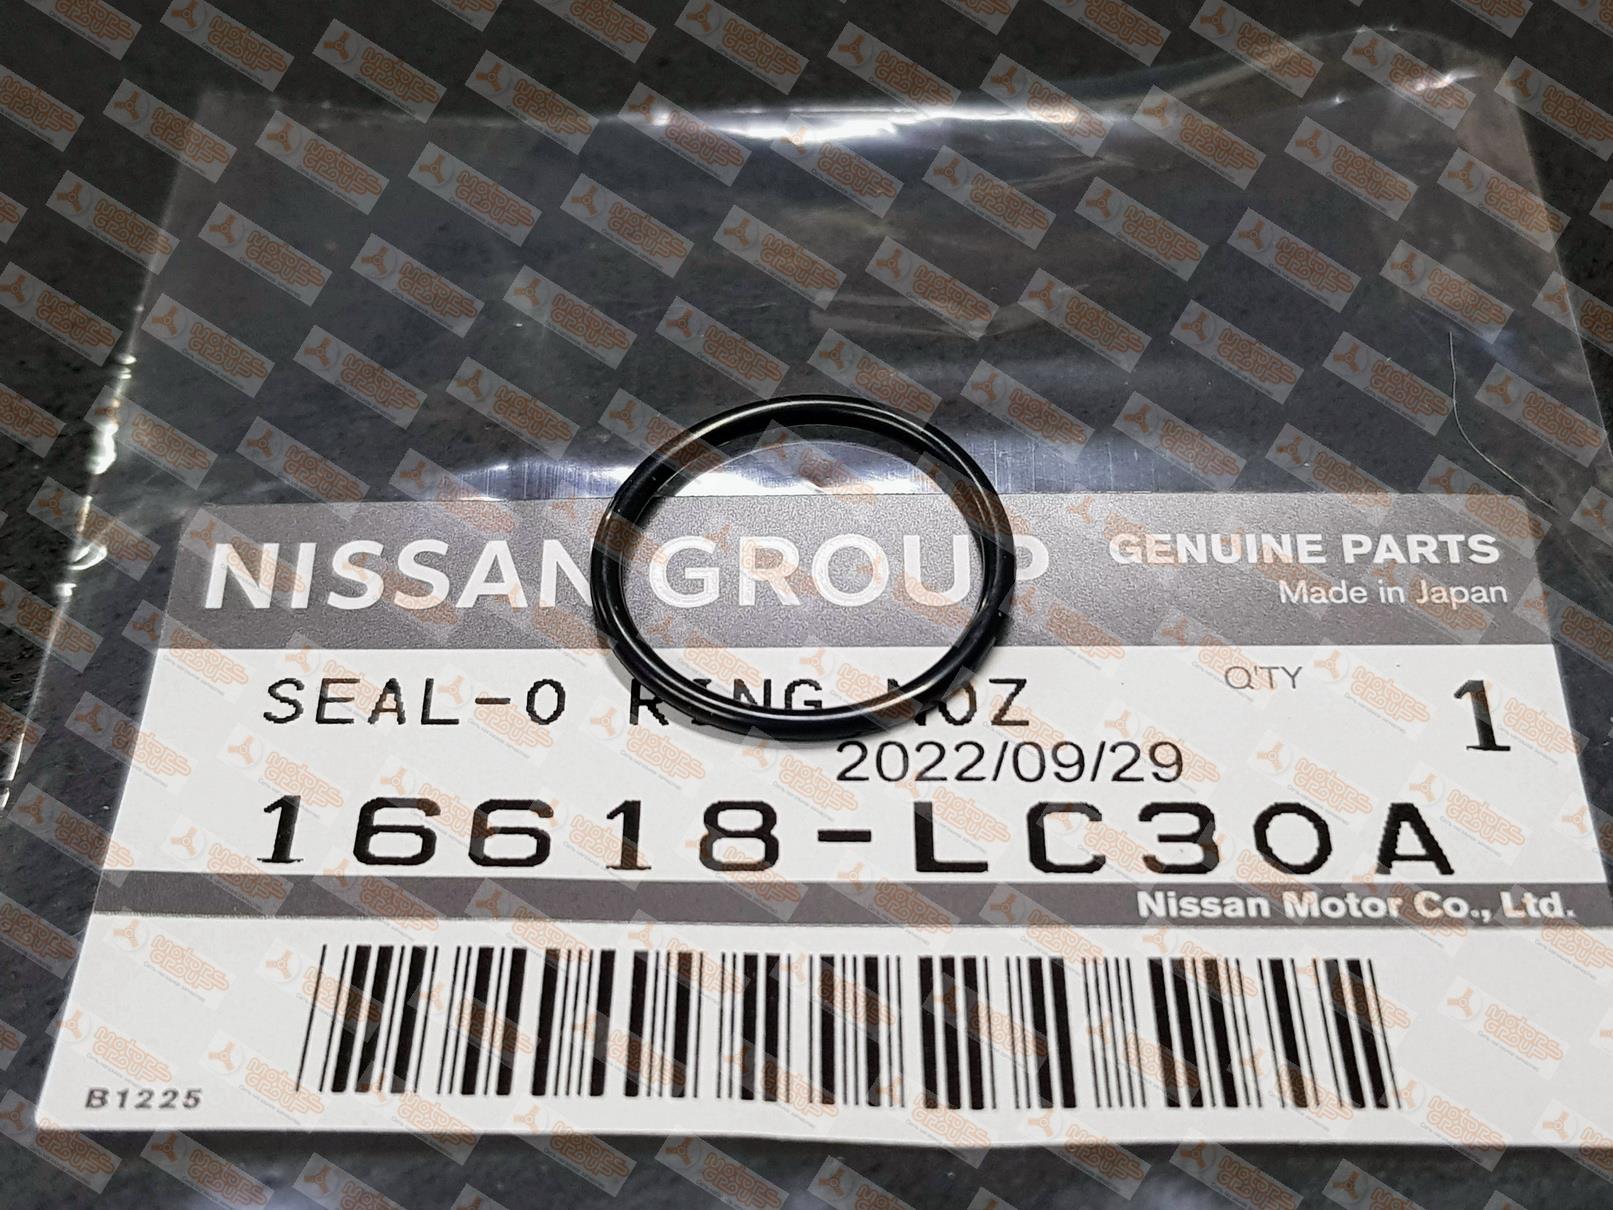 NISSAN GROUP GENUINE PARTS
Made in Japan
SEAL-O RING NOZ Q'TY 1
2022/09/29
16618-LC30A
Nissan Motor Co., Ltd.
B1225